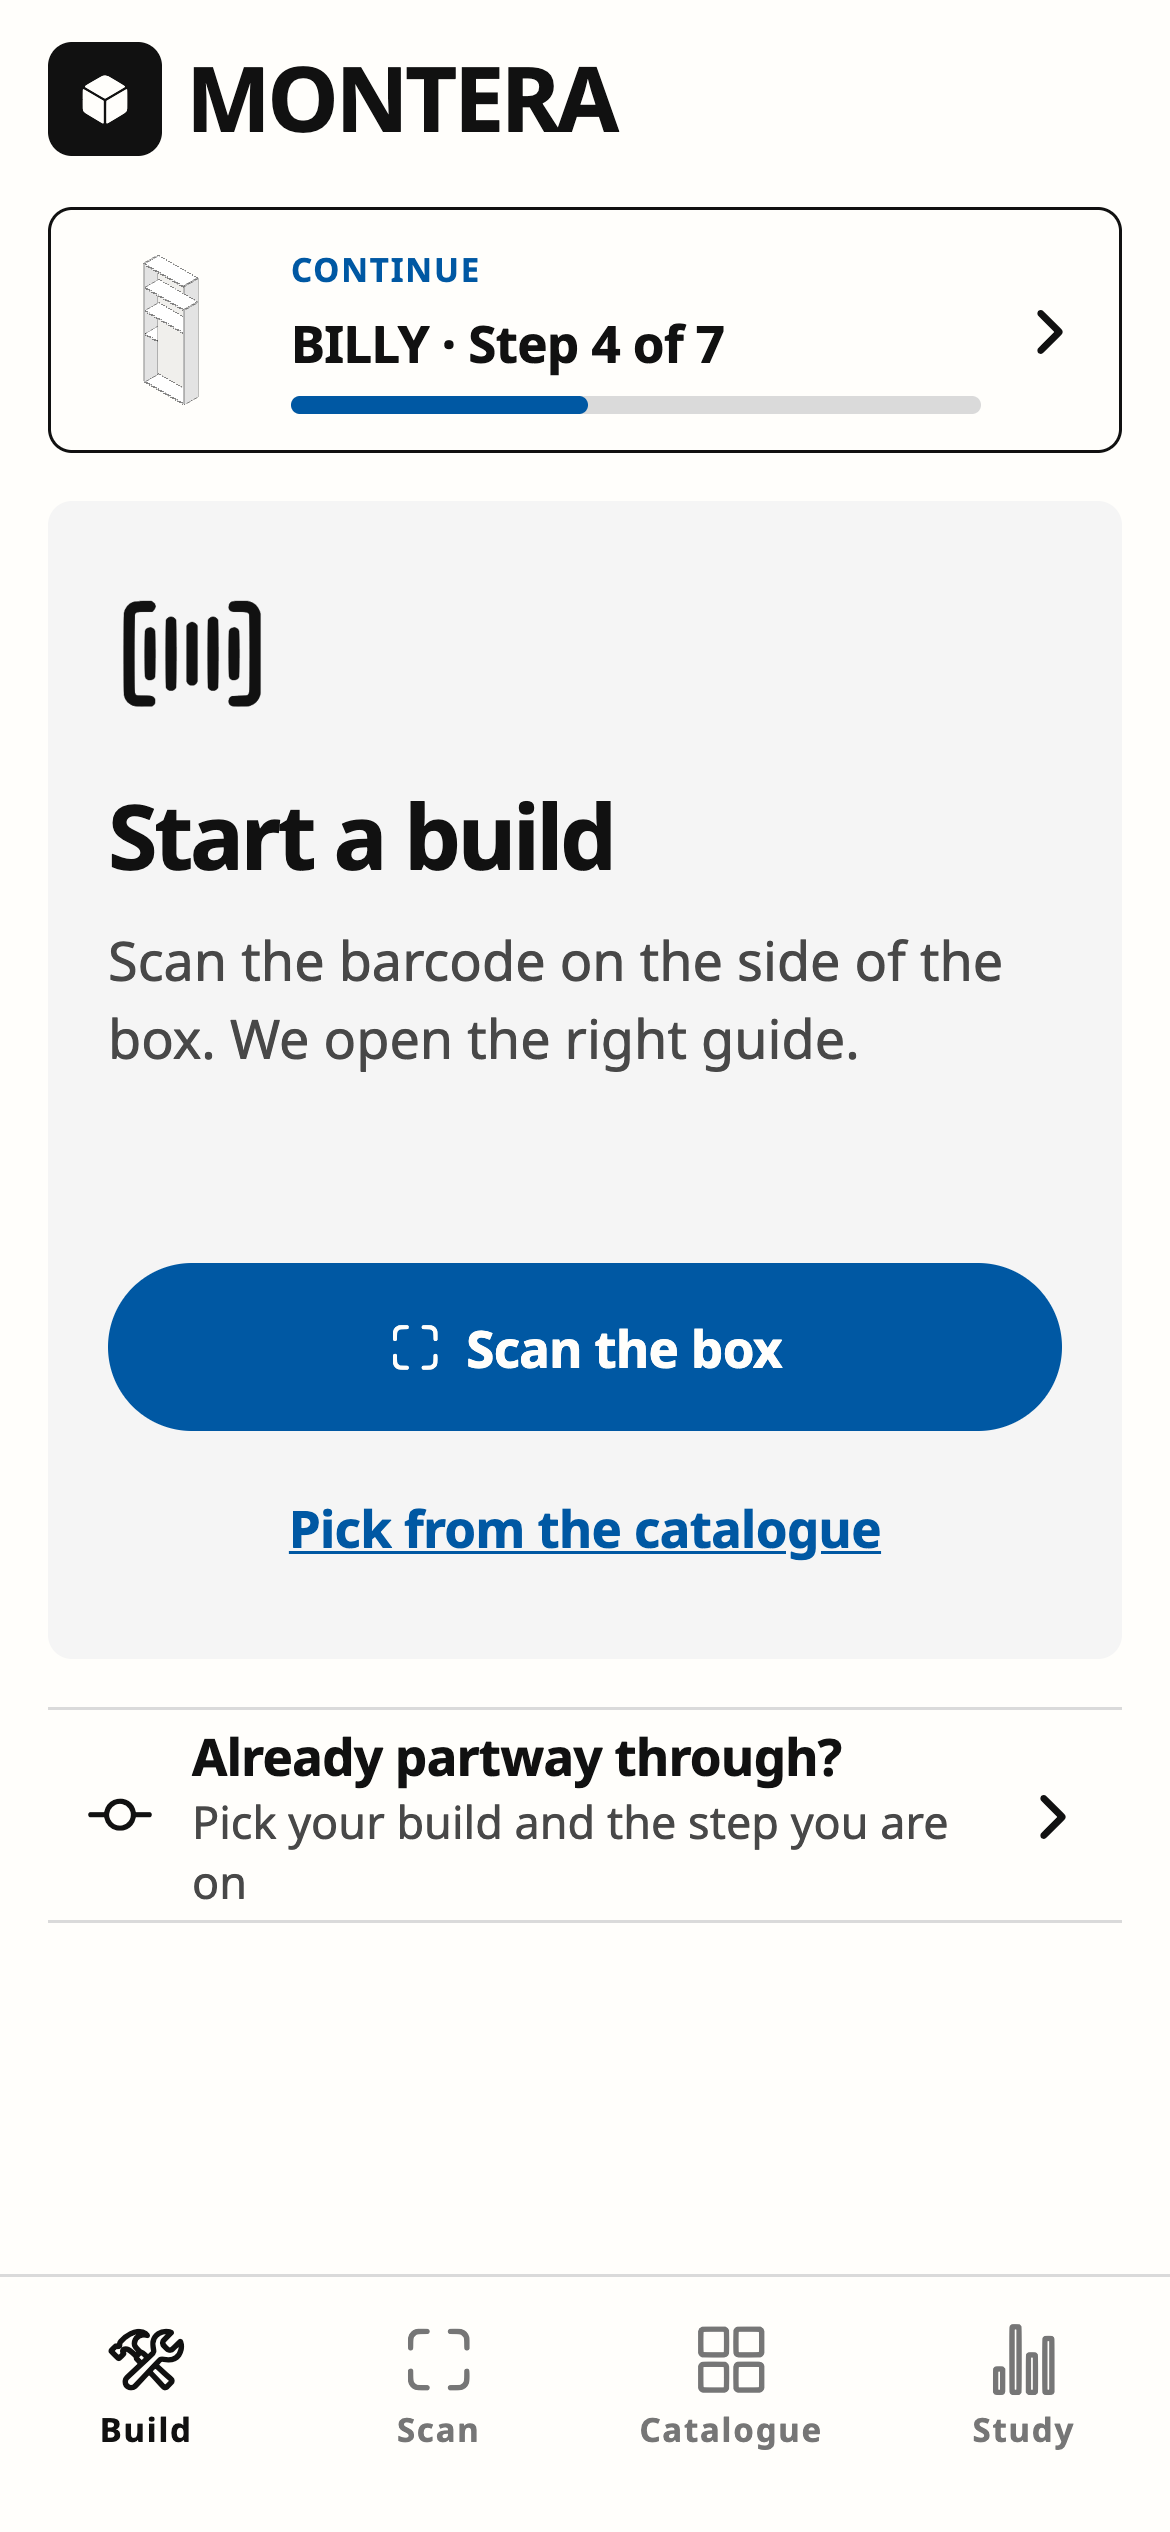 MONTERA
CONTINUE
BILLY · Step 4 of 7
Start a build
Scan the barcode on the side of the
box. We open the right guide.
Scan the box
Pick from the catalogue
Already partway through?
Pick your build and the step you are
on
Build
Scan
Catalogue
Study